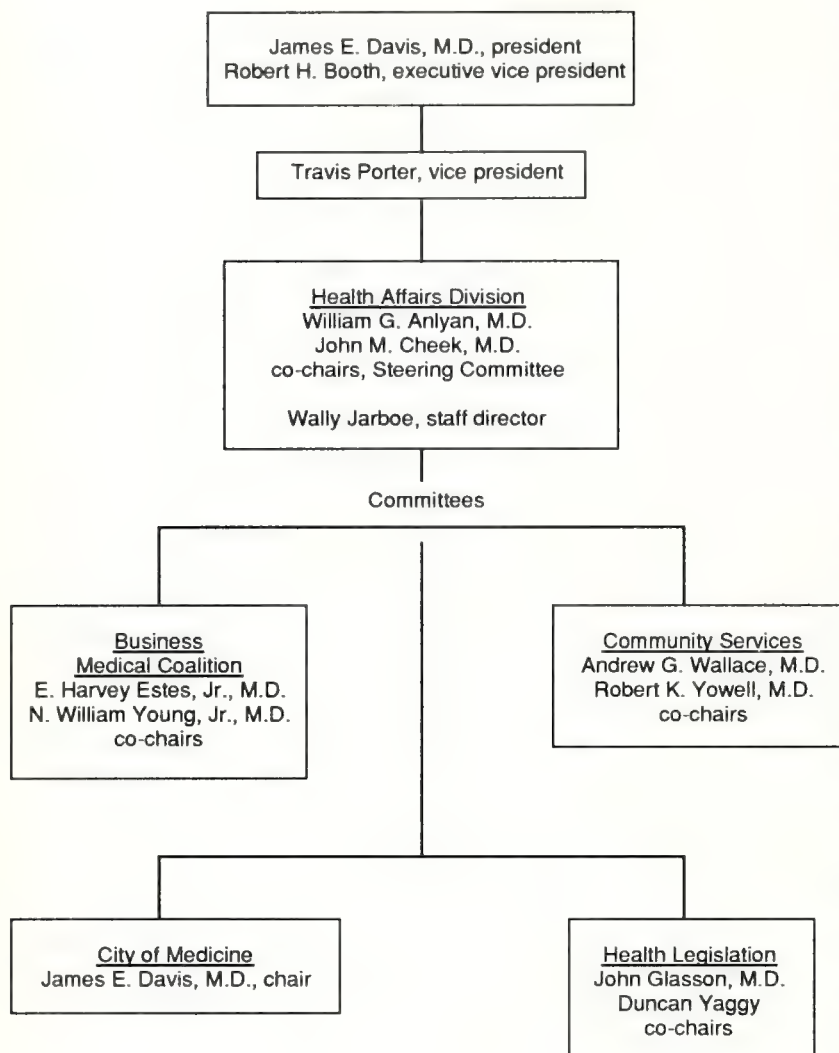 James E. Davis, M.D., president
Robert H. Booth, executive vice president
Travis Porter, vice president
Health Affairs Division
William G. Anlyan, M.D.
John M. Cheek, M.D.
co-chairs, Steering Committee
Wally Jarboe, staff director
Committees
Business
Medical Coalition
E. Harvey Estes, Jr., M.D.
N. William Young, Jr., M.D.
co-chairs
Community Services
Andrew G. Wallace, M.D.
Robert K. Yowell, M.D.
co-chairs
City of Medicine
James E. Davis, M.D., chair
Health Legislation
John Glasson, M.D.
Duncan Yaggy
co-chairs